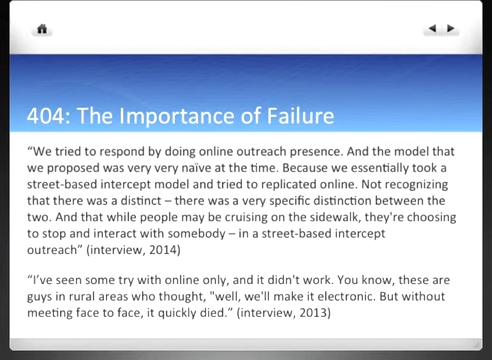 404: The Importance of Failure
“We tried to respond by doing online outreach presence. And the model that
we proposed was very very naïve at the time. Because we essentially took a
street-based intercept model and tried to replicated online. Not recognizing
that there was a distinct – there was a very specific distinction between the
two. And that while people may be cruising on the sidewalk, they're choosing
to stop and interact with somebody – in a street-based intercept
outreach” (interview, 2014)
“I’ve seen some try with online only, and it didn't work. You know, these are
guys in rural areas who thought, "well, we'll make it electronic. But without
meeting face to face, it quickly died.” (interview, 2013)